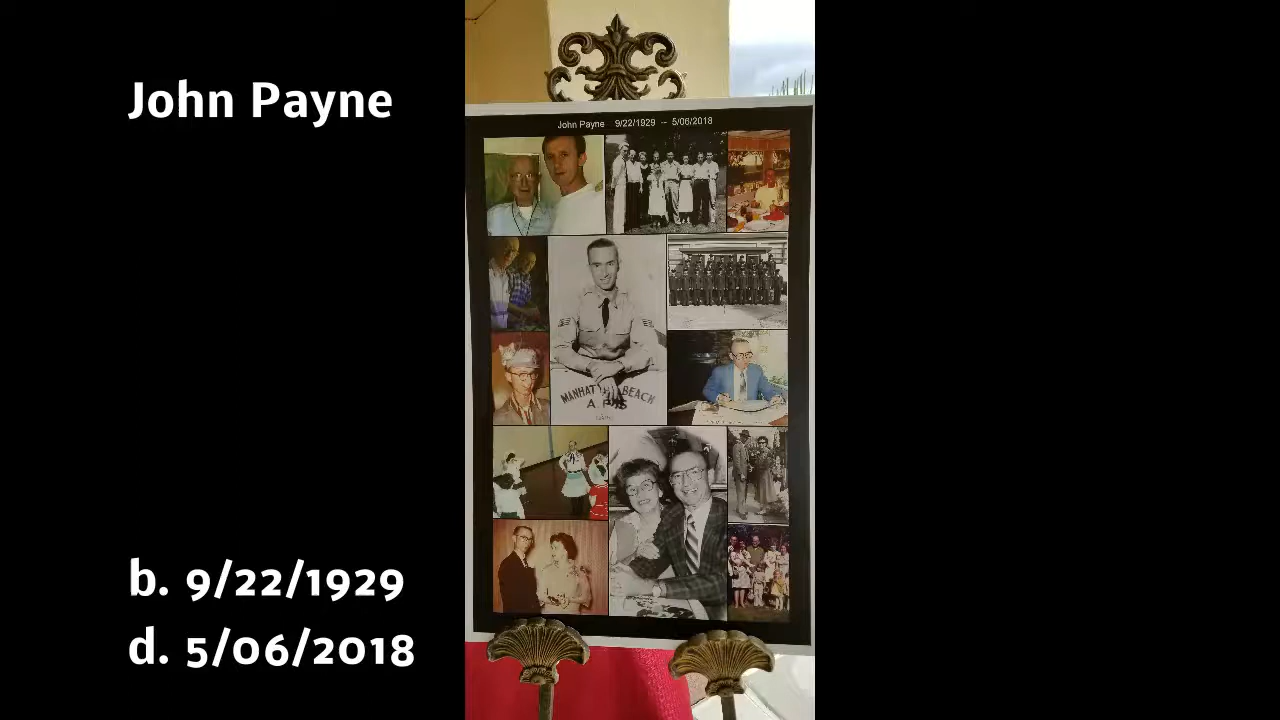 John Payne
John Payne 9/22/1929 -- 5/06/2018
MANHATTAN BEACH
b. 9/22/1929
d. 5/06/2018